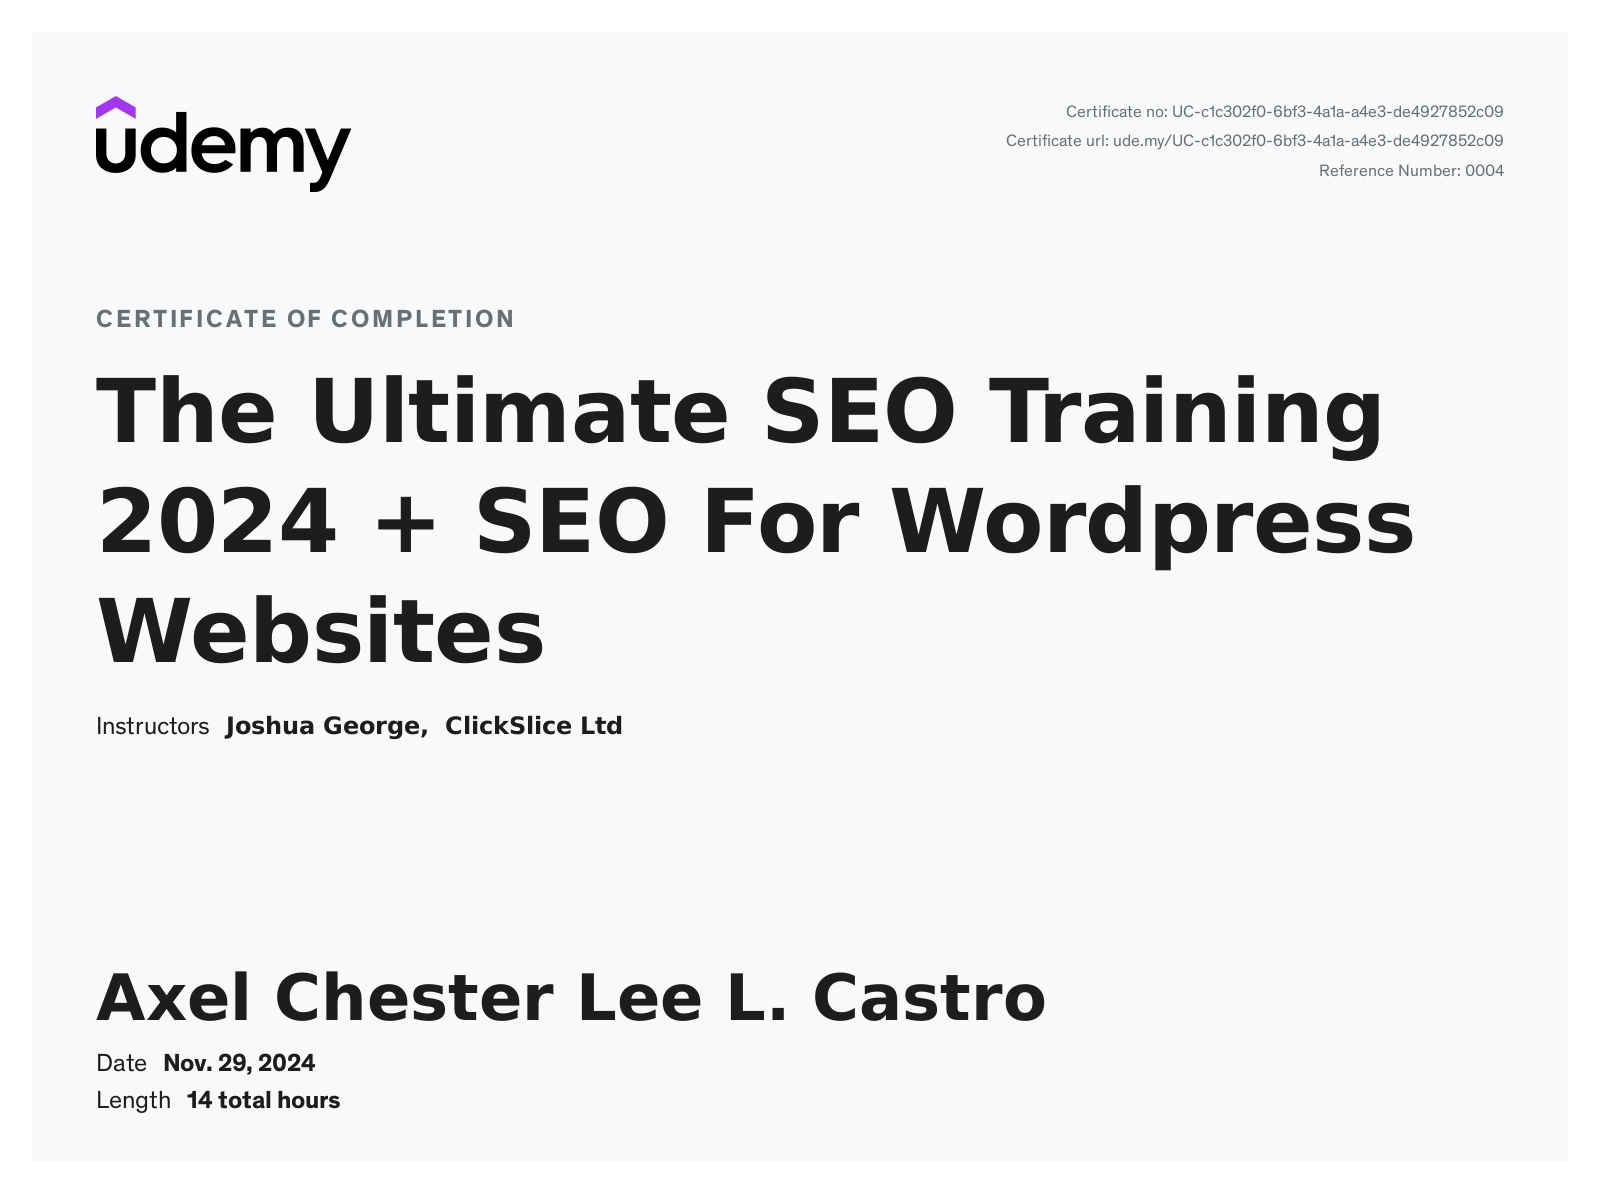 udemy
Certificate no: UC-c1c302f0-6bf3-4a1a-a4e3-de4927852c09
Certificate url: ude.my/UC-c1c302f0-6bf3-4a1a-a4e3-de4927852c09
Reference Number: 0004
CERTIFICATE OF COMPLETION
The Ultimate SEO Training
2024 + SEO For Wordpress
Websites
Instructors Joshua George, ClickSlice Ltd
Axel Chester Lee L. Castro
Date Nov. 29, 2024
Length 14 total hours